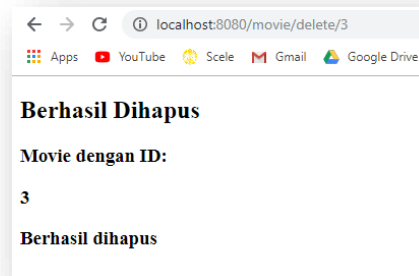 localhost:8080/movie/delete/3
Apps YouTube Scele Gmail Google Drive
Berhasil Dihapus
Movie dengan ID:
3
Berhasil dihapus